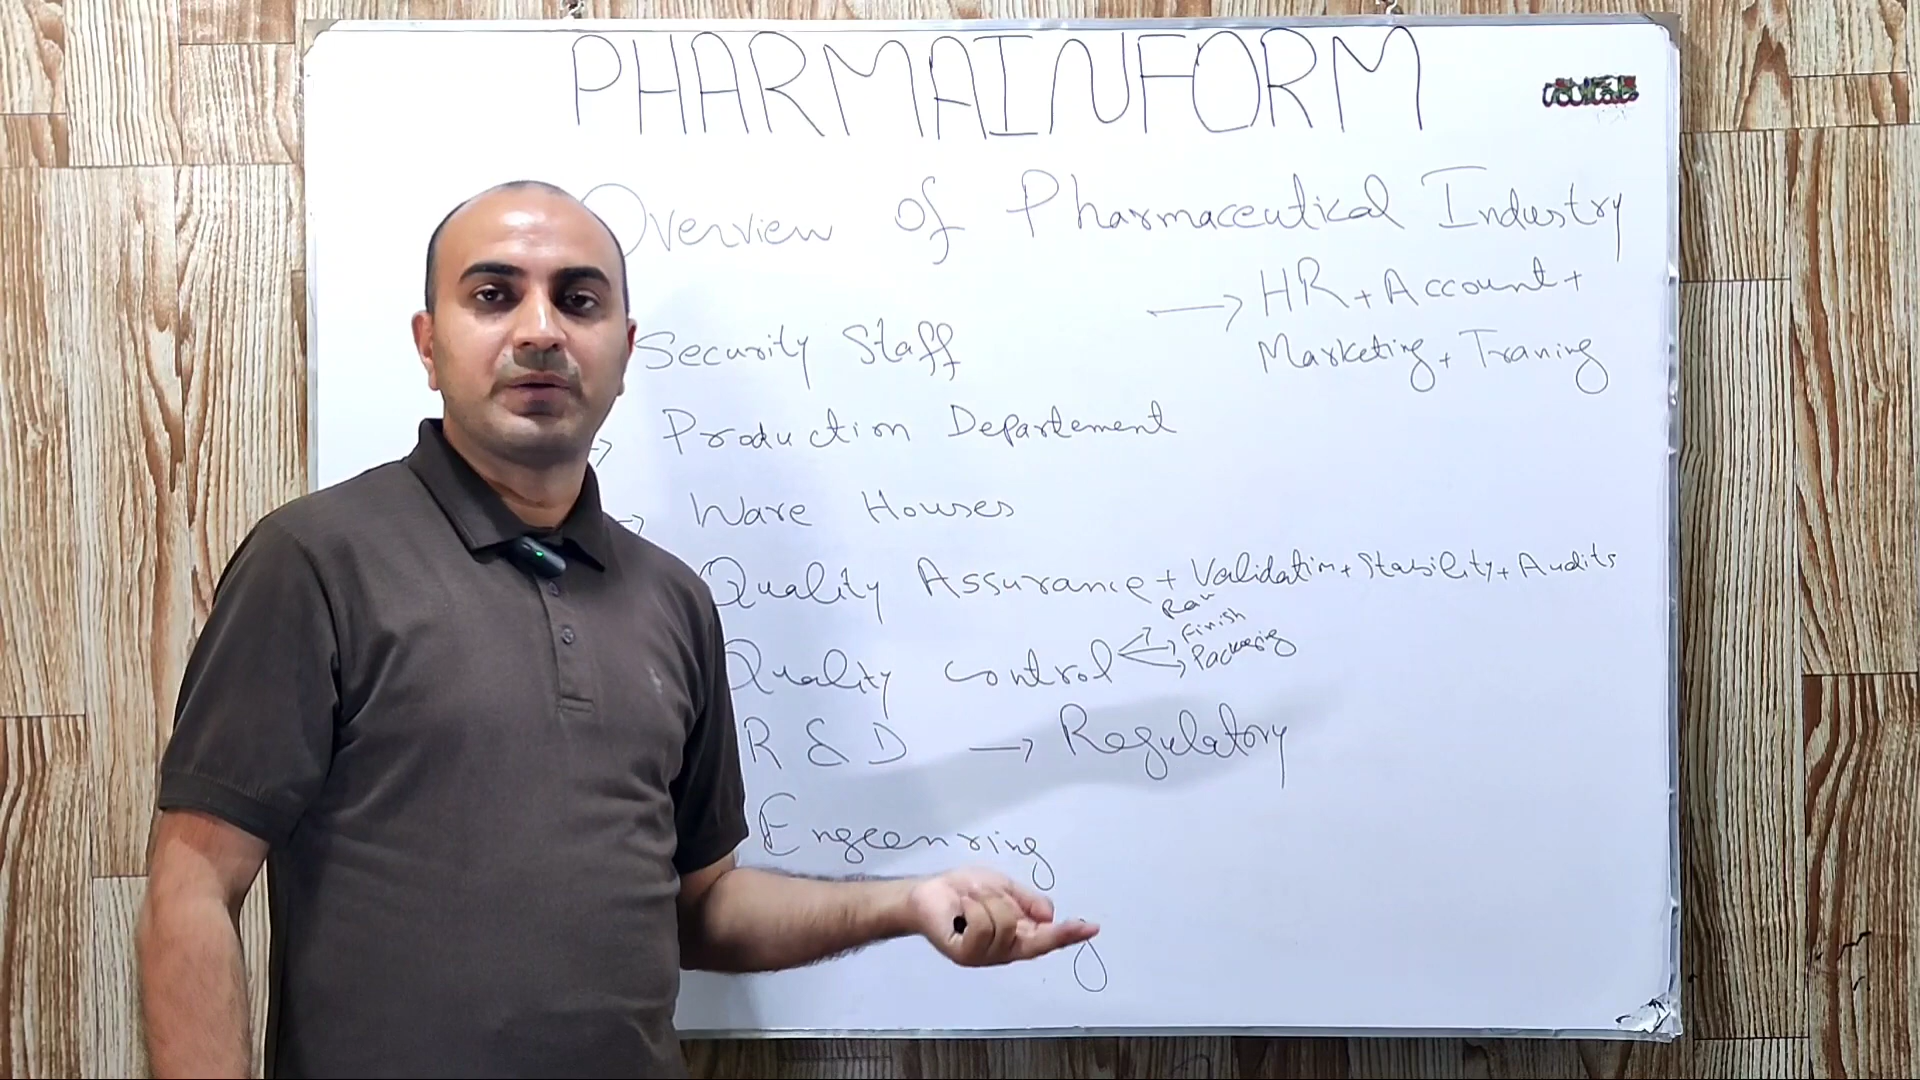 PHARMAINFORM
Overview of Pharmaceutical Industry
→ HR + Account +
Marketing + Traning
Security Staff
→ Production Departement
→ Ware Houses
Quality Assurance + Validation + Stability + Audits
Quality Control → Raw
→ Finish
→ Packaging
R & D → Regulatory
Engeenring